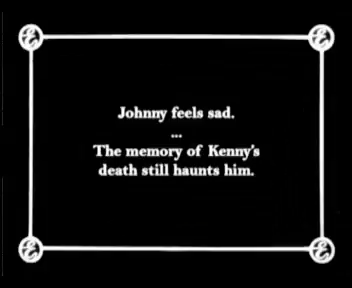 Johnny feels sad.
...
The memory of Kenny's
death still haunts him.